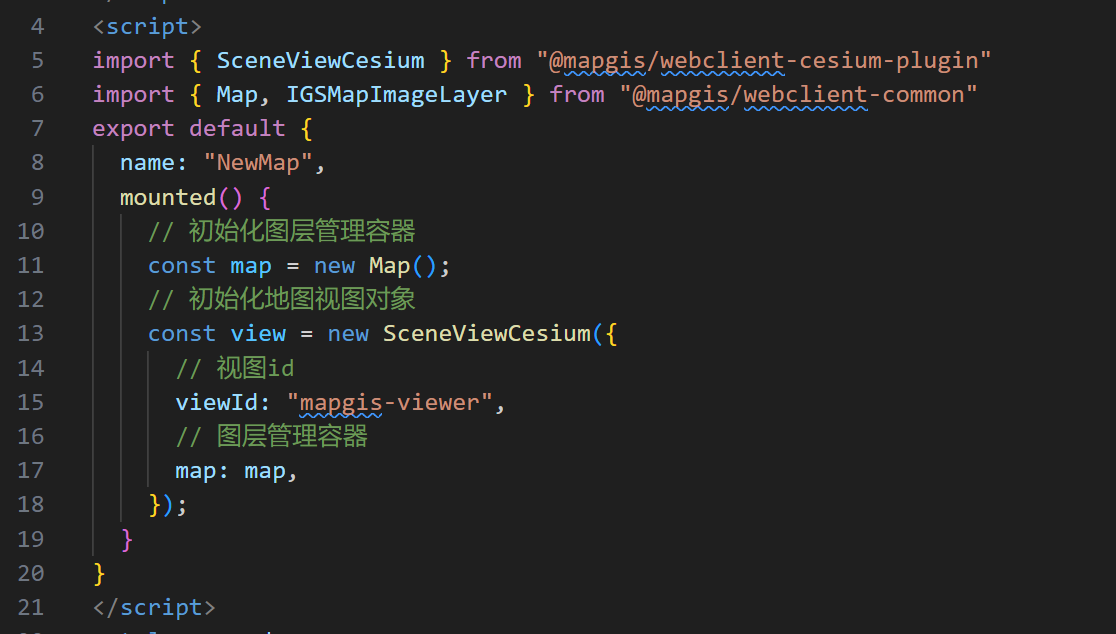 4 <script>
5 import { SceneViewCesium } from "@mapgis/webclient-cesium-plugin"
6 import { Map, IGSMapImageLayer } from "@mapgis/webclient-common"
7 export default {
8 name: "NewMap",
9 mounted() {
10 // 初始化图层管理容器
11 const map = new Map();
12 // 初始化地图视图对象
13 const view = new SceneViewCesium({
14 // 视图id
15 viewId: "mapgis-viewer",
16 // 图层管理容器
17 map: map,
18 });
19 }
20 }
21 </script>